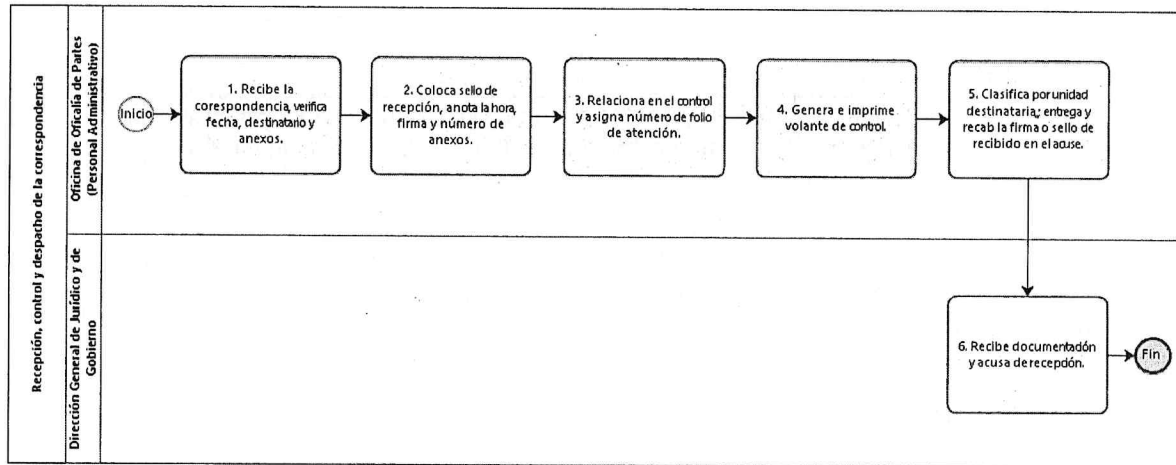 Recepción, control y despacho de la correspondencia
Oficina de Oficalía de Partes
(Personal Administrativo)
Inicio
1. Recibe la
corespondencia, verifica
fecha, destinatario y
anexos.
2. Coloca sello de
recepción, anota la hora,
firma y número de
anexos.
3. Relaciona en el control
y asigna número de folio
de atención.
4. Genera e imprime
volante de control.
5. Clasifica por unidad
destinataria; entrega y
recab la firma o sello de
recibido en el acuse.
Dirección General de Jurídico y de
Gobierno
6. Recibe documentación
y acusa de recepción.
Fin